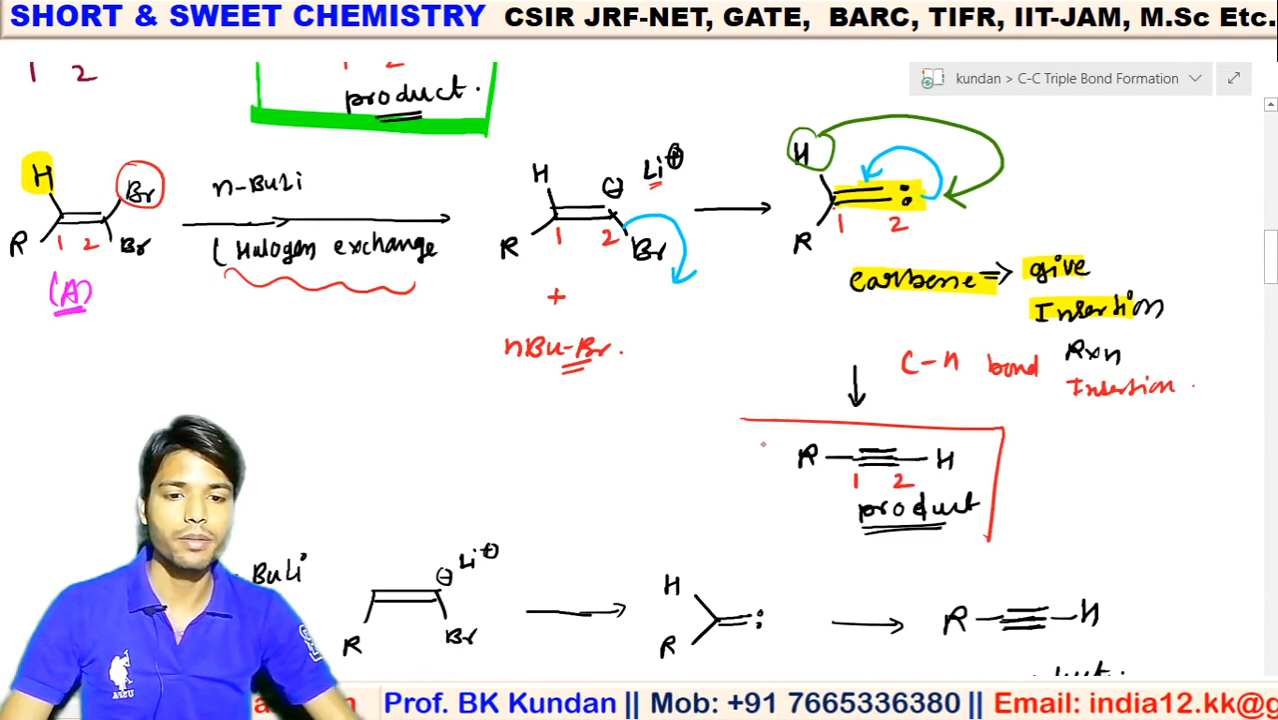 SHORT & SWEET CHEMISTRY CSIR JRF-NET, GATE, BARC, TIFR, IIT-JAM, M.Sc Etc.
kundan > C-C Triple Bond Formation
1 2
1 2
product.
H
Br
R 1 2 Br
(A)
n-BuLi
( Halogen exchange
H ⊖ Li⊕
R 1 2 Br
+
nBu-Br.
H
1 2
R
carbene ⇒ give
Insertion
Rxn
C-H bond Insertion.
R ≡ H
1 2
product
BuLi
⊖ Li⊕
R Br
H
R
R ≡ H
Prof. BK Kundan || Mob: +91 7665336380 || Email: india12.kk@g